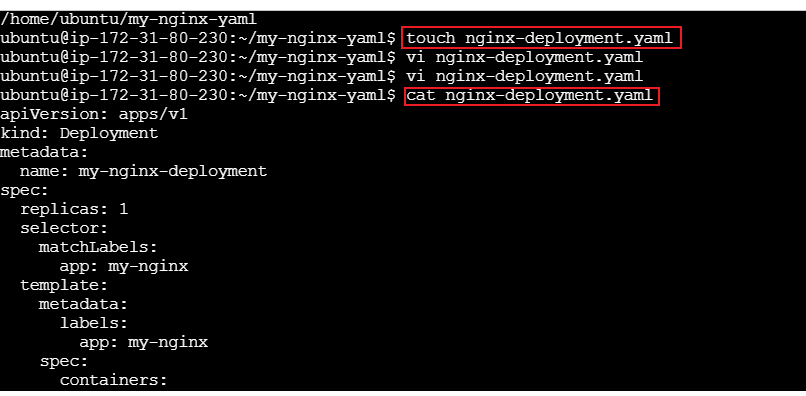 /home/ubuntu/my-nginx-yaml
ubuntu@ip-172-31-80-230:~/my-nginx-yaml$ touch nginx-deployment.yaml
ubuntu@ip-172-31-80-230:~/my-nginx-yaml$ vi nginx-deployment.yaml
ubuntu@ip-172-31-80-230:~/my-nginx-yaml$ vi nginx-deployment.yaml
ubuntu@ip-172-31-80-230:~/my-nginx-yaml$ cat nginx-deployment.yaml
apiVersion: apps/v1
kind: Deployment
metadata:
  name: my-nginx-deployment
spec:
  replicas: 1
  selector:
    matchLabels:
      app: my-nginx
  template:
    metadata:
      labels:
        app: my-nginx
    spec:
      containers: